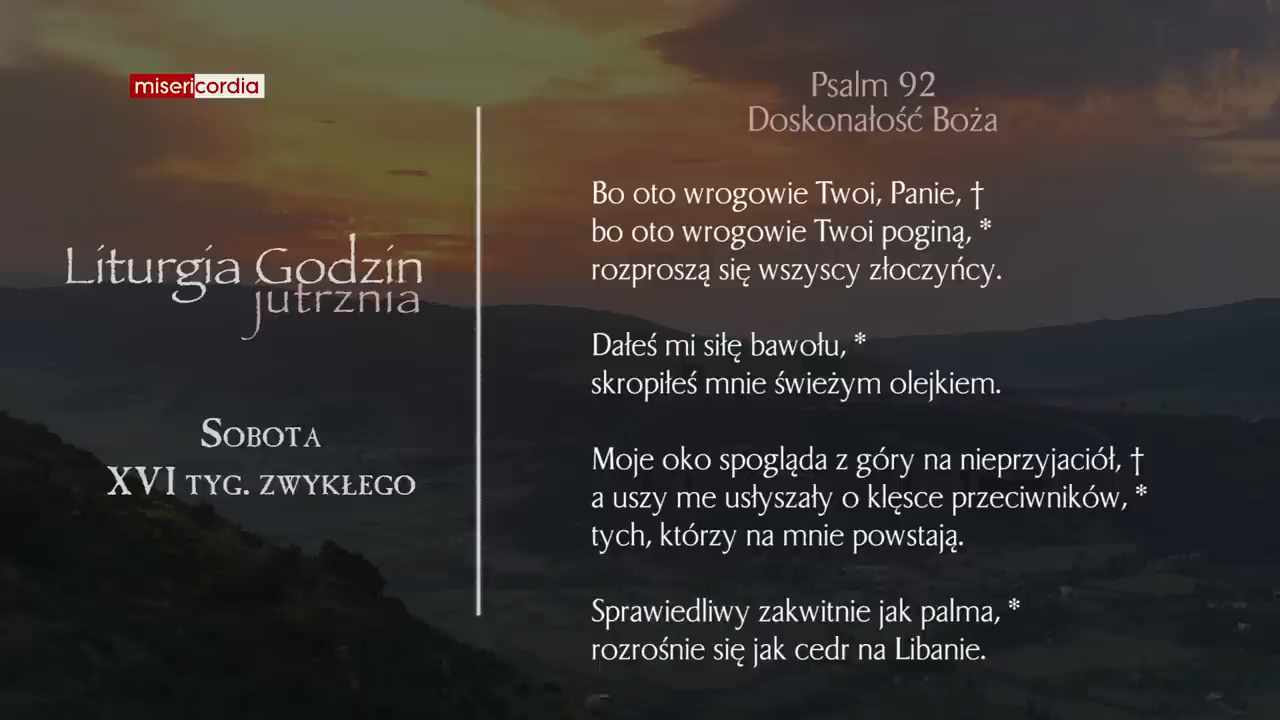 misericordia
Liturgia Godzin
jutrznia
Sobota
XVI tyg. zwykłego
Psalm 92
Doskonałość Boża
Bo oto wrogowie Twoi, Panie, †
bo oto wrogowie Twoi poginą, *
rozproszą się wszyscy złoczyńcy.
Dałeś mi siłę bawołu, *
skropiłeś mnie świeżym olejkiem.
Moje oko spogląda z góry na nieprzyjaciół, †
a uszy me usłyszały o klęsce przeciwników, *
tych, którzy na mnie powstają.
Sprawiedliwy zakwitnie jak palma, *
rozrośnie się jak cedr na Libanie.